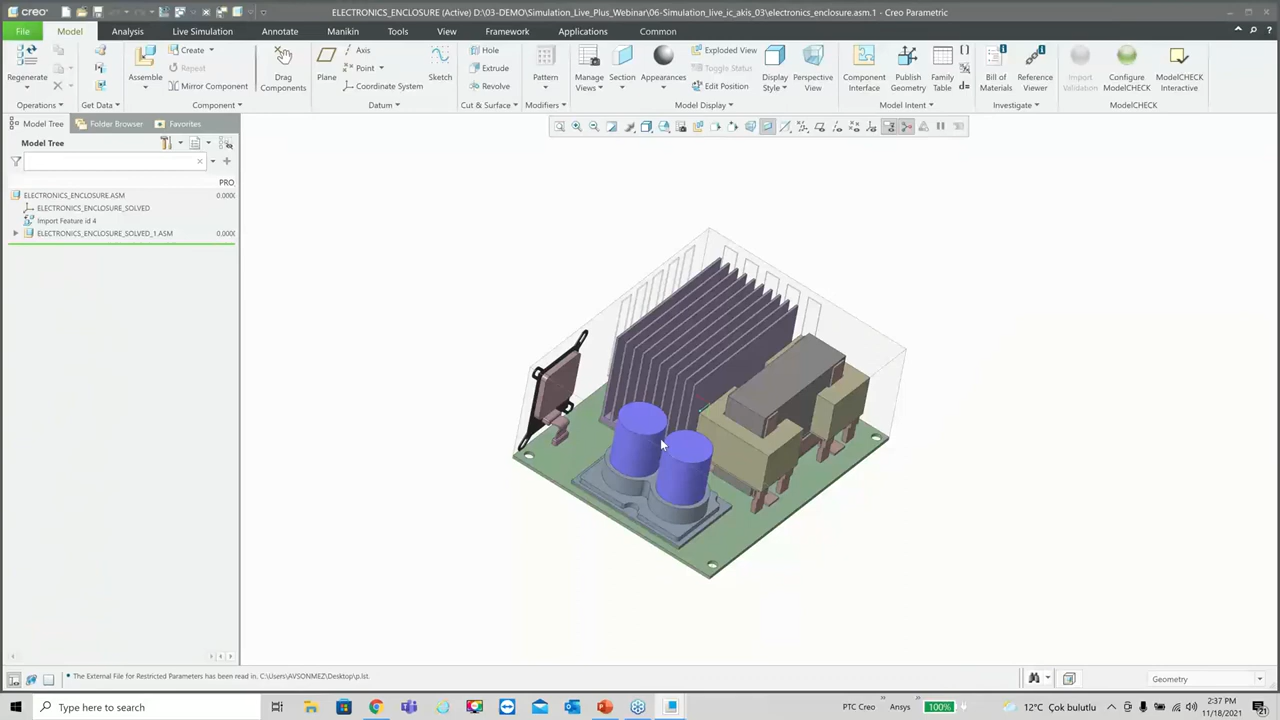 creo
ELECTRONICS_ENCLOSURE (Active) D:\03-DEMO\Simulation_Live_Plus_Webinar\06-Simulation_live_ic_akis_03\electronics_enclosure.asm.1 - Creo Parametric
File Model Analysis Live Simulation Annotate Manikin Tools View Framework Applications Common
Regenerate
Operations
Get Data
Assemble
Create
Repeat
Mirror Component
Component
Drag Components
Plane
Axis
Point
Coordinate System
Sketch
Datum
Hole
Extrude
Revolve
Cut & Surface
Pattern
Modifiers
Manage Views
Section
Appearances
Exploded View
Toggle Status
Edit Position
Display Style
Perspective View
Model Display
Component Interface
Publish Geometry
Family Table
Model Intent
Bill of Materials
Reference Viewer
Investigate
Import Validation
Configure ModelCHECK
ModelCHECK Interactive
ModelCHECK
Model Tree Folder Browser Favorites
Model Tree
PRO
ELECTRONICS_ENCLOSURE.ASM 0.000
ELECTRONICS_ENCLOSURE_SOLVED
Import Feature id 4
ELECTRONICS_ENCLOSURE_SOLVED_1.ASM 0.000
The External File for Restricted Parameters has been read in. C:\Users\AVSONMEZ\Desktop\p.lst.
Geometry
Type here to search
PTC Creo
Ansys
100%
12°C Çok bulutlu
2:37 PM
11/18/2021